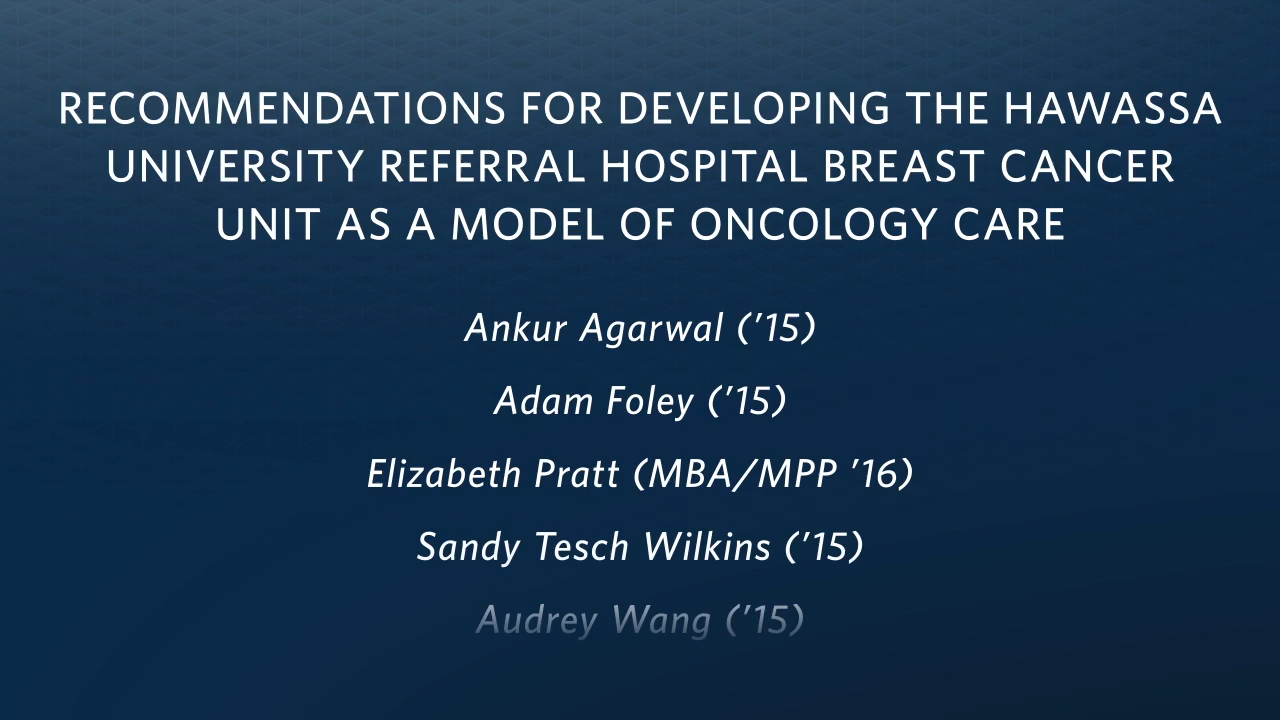 RECOMMENDATIONS FOR DEVELOPING THE HAWASSA
UNIVERSITY REFERRAL HOSPITAL BREAST CANCER
UNIT AS A MODEL OF ONCOLOGY CARE
Ankur Agarwal (’15)
Adam Foley (’15)
Elizabeth Pratt (MBA/MPP ’16)
Sandy Tesch Wilkins (’15)
Audrey Wang (’15)